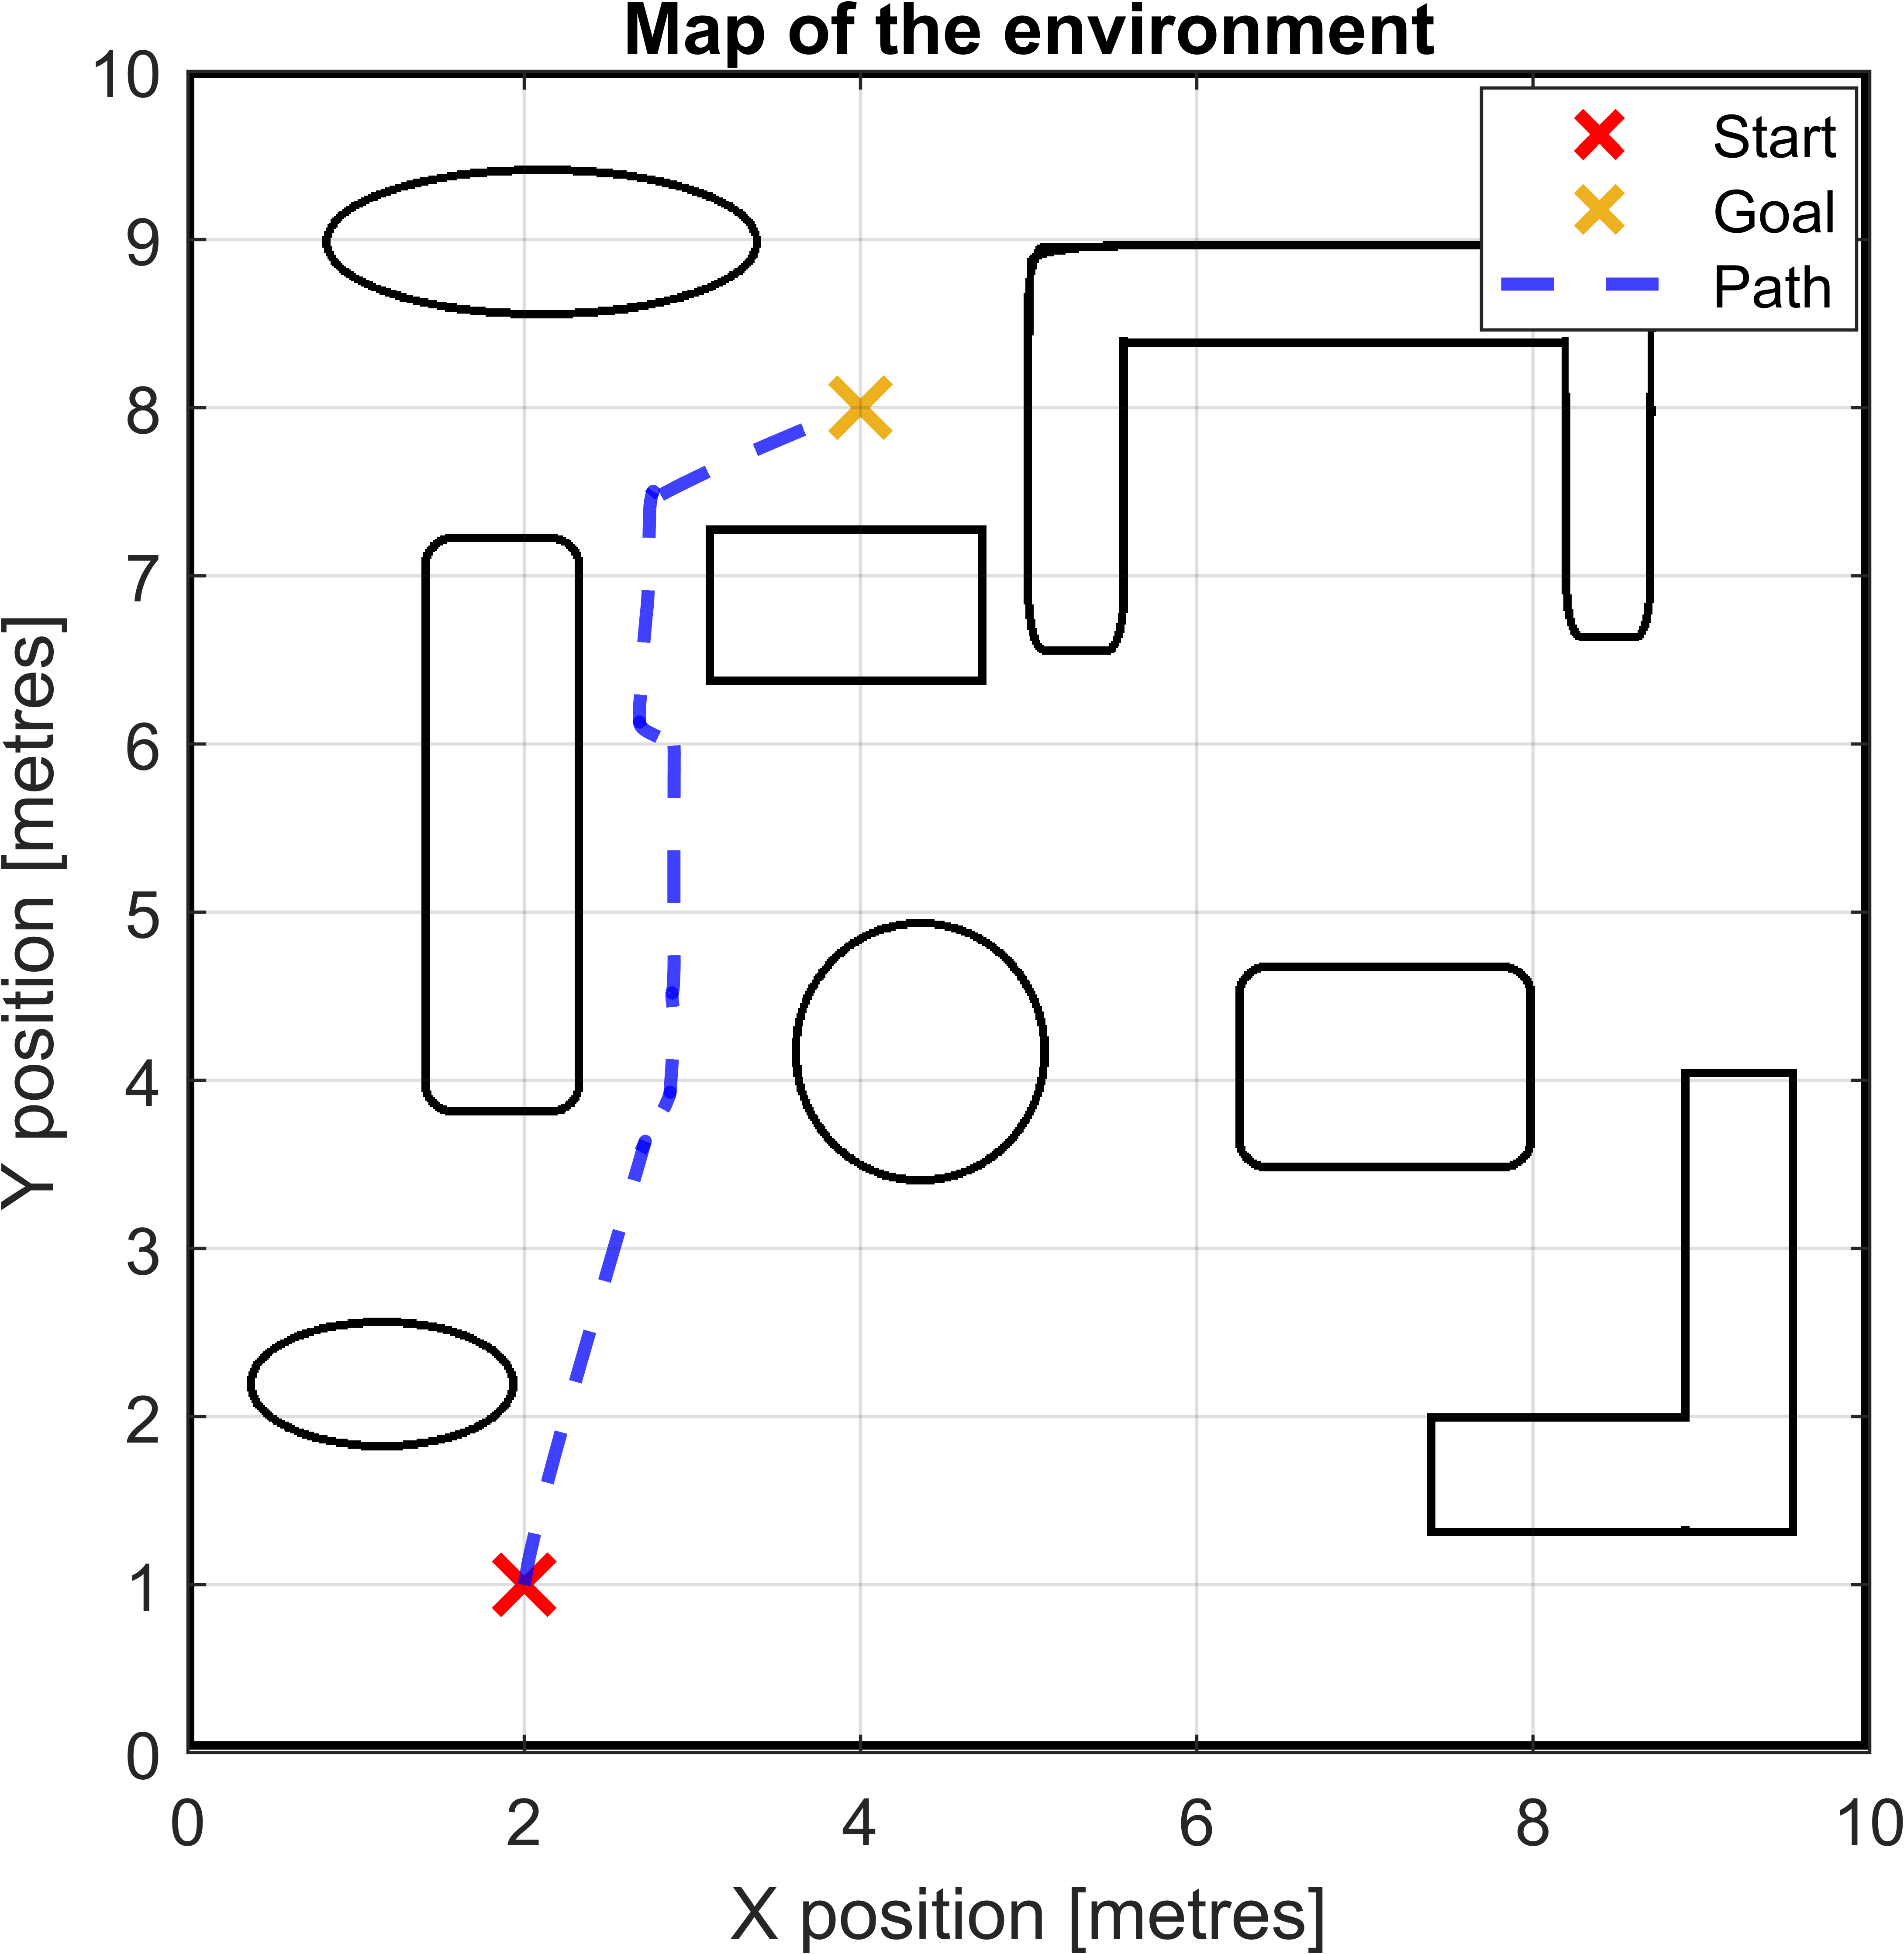 Map of the environment
Start
Goal
Path
10
9
8
7
6
5
4
3
2
1
0
Y position [metres]
0 2 4 6 8 10
X position [metres]